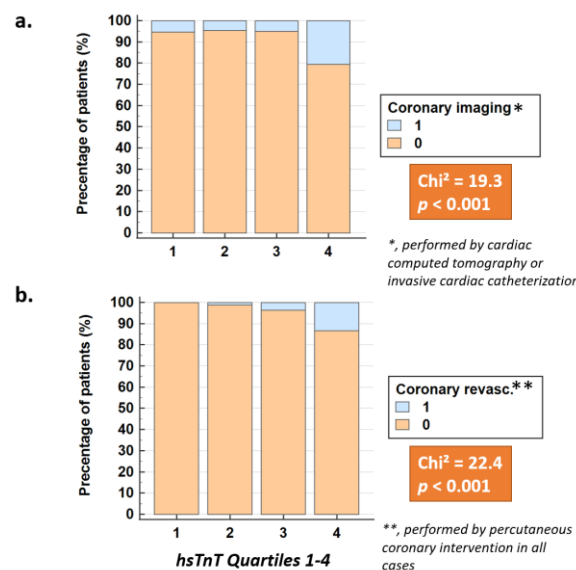 a.
Precentage of patients (%)
100
90
80
70
60
50
40
30
20
10
0
1 2 3 4
Coronary imaging*
1
0
Chi² = 19.3
p < 0.001
*, performed by cardiac
computed tomography or
invasive cardiac catheterization
b.
Precentage of patients (%)
100
90
80
70
60
50
40
30
20
10
0
1 2 3 4
hsTnT Quartiles 1-4
Coronary revasc.**
1
0
Chi² = 22.4
p < 0.001
**, performed by percutaneous
coronary intervention in all
cases